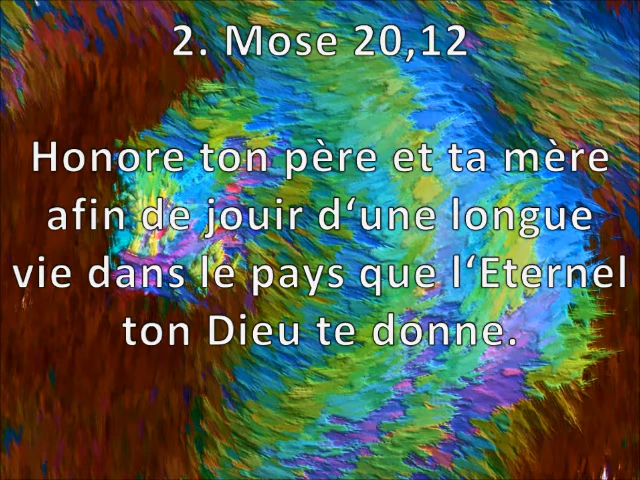 2. Mose 20,12
Honore ton père et ta mère
afin de jouir d‘une longue
vie dans le pays que l‘Eternel
ton Dieu te donne.